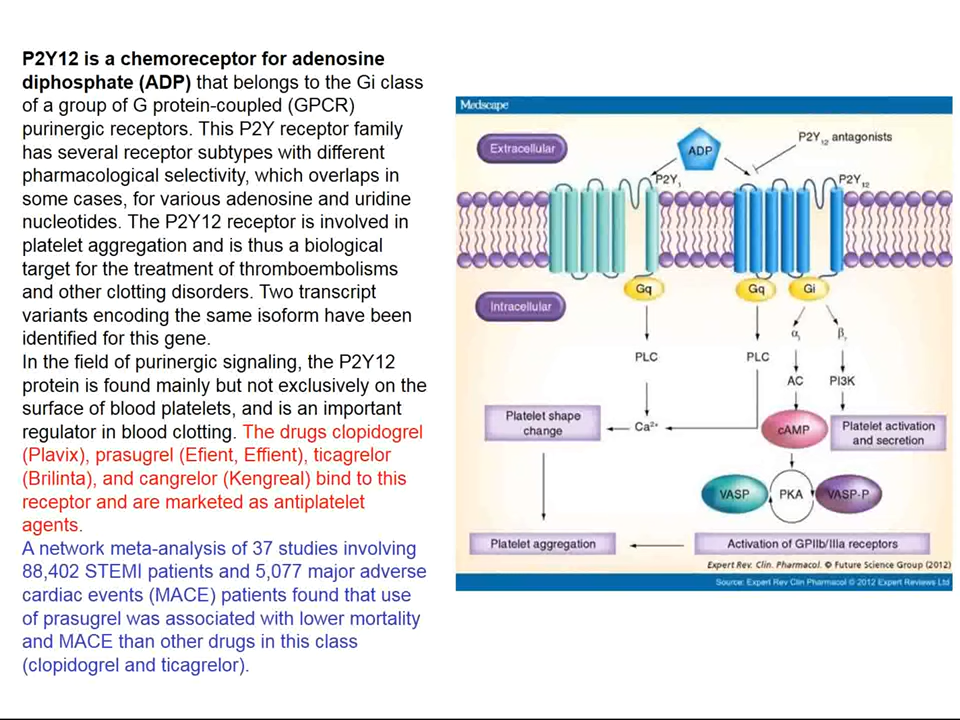 P2Y12 is a chemoreceptor for adenosine
diphosphate (ADP) that belongs to the Gi class
of a group of G protein-coupled (GPCR)
purinergic receptors. This P2Y receptor family
has several receptor subtypes with different
pharmacological selectivity, which overlaps in
some cases, for various adenosine and uridine
nucleotides. The P2Y12 receptor is involved in
platelet aggregation and is thus a biological
target for the treatment of thromboembolisms
and other clotting disorders. Two transcript
variants encoding the same isoform have been
identified for this gene.
In the field of purinergic signaling, the P2Y12
protein is found mainly but not exclusively on the
surface of blood platelets, and is an important
regulator in blood clotting. The drugs clopidogrel
(Plavix), prasugrel (Efient, Effient), ticagrelor
(Brilinta), and cangrelor (Kengreal) bind to this
receptor and are marketed as antiplatelet
agents.
A network meta-analysis of 37 studies involving
88,402 STEMI patients and 5,077 major adverse
cardiac events (MACE) patients found that use
of prasugrel was associated with lower mortality
and MACE than other drugs in this class
(clopidogrel and ticagrelor).
Medscape
Extracellular
ADP
P2Y₁₂ antagonists
P2Y₁
P2Y₁₂
Gq
Gq
Gi
Intracellular
PLC
PLC
AC
PI3K
Platelet shape
change
Ca²⁺
cAMP
Platelet activation
and secretion
VASP
PKA
VASP-P
Platelet aggregation
Activation of GPIIb/IIIa receptors
Expert Rev. Clin. Pharmacol. © Future Science Group (2012)
Source: Expert Rev Clin Pharmacol © 2012 Expert Reviews Ltd